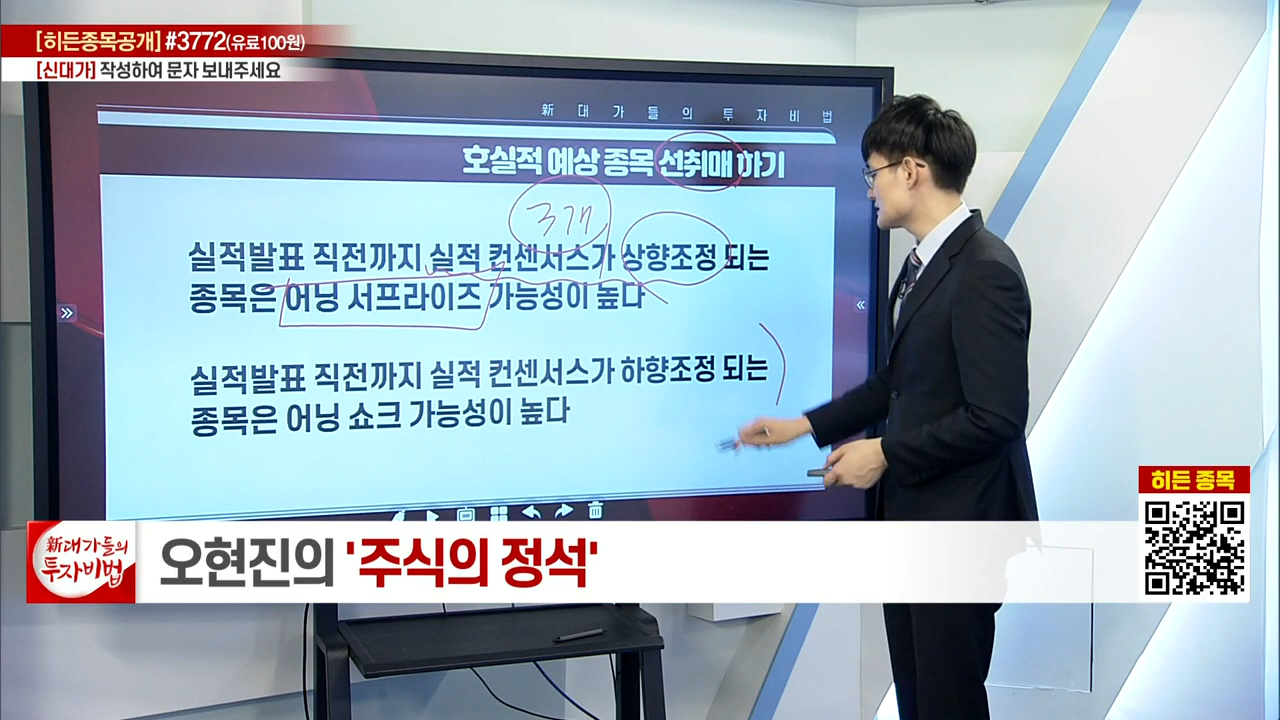 [히든종목공개] #3772(유료100원)
[신대가] 작성하여 문자 보내주세요
新 대 가 들 의 투 자 비 법
호실적 예상 종목 선취매 하기
3개
실적발표 직전까지 실적 컨센서스가 상향조정 되는
종목은 어닝 서프라이즈 가능성이 높다
실적발표 직전까지 실적 컨센서스가 하향조정 되는
종목은 어닝 쇼크 가능성이 높다
히든 종목
新대가들의
투자비법
오현진의 '주식의 정석'